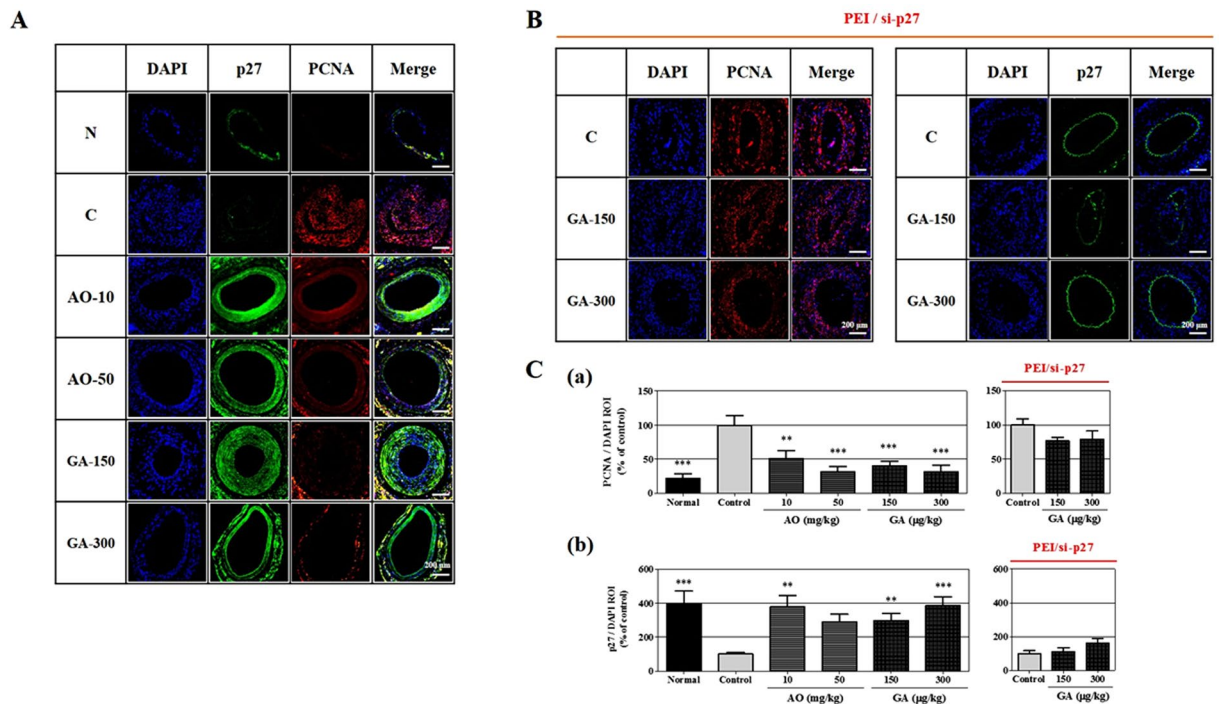 A
DAPI p27 PCNA Merge
N
C
AO-10
AO-50
GA-150
GA-300
200 μm
B
PEI / si-p27
DAPI PCNA Merge
C
GA-150
GA-300
200 μm
DAPI p27 Merge
C
GA-150
GA-300
200 μm
C
(a)
PCNA / DAPI ROI
(% of control)
150
100
50
0
*** ** *** *** ***
Normal Control 10 50 150 300
AO (mg/kg) GA (μg/kg)
PEI/si-p27
150
100
50
0
150 300
Control
GA (μg/kg)
(b)
p27 / DAPI ROI
(% of control)
600
400
200
0
*** ** ** ***
Normal Control 10 50 150 300
AO (mg/kg) GA (μg/kg)
PEI/si-p27
600
400
200
0
Control 150 300
GA (μg/kg)